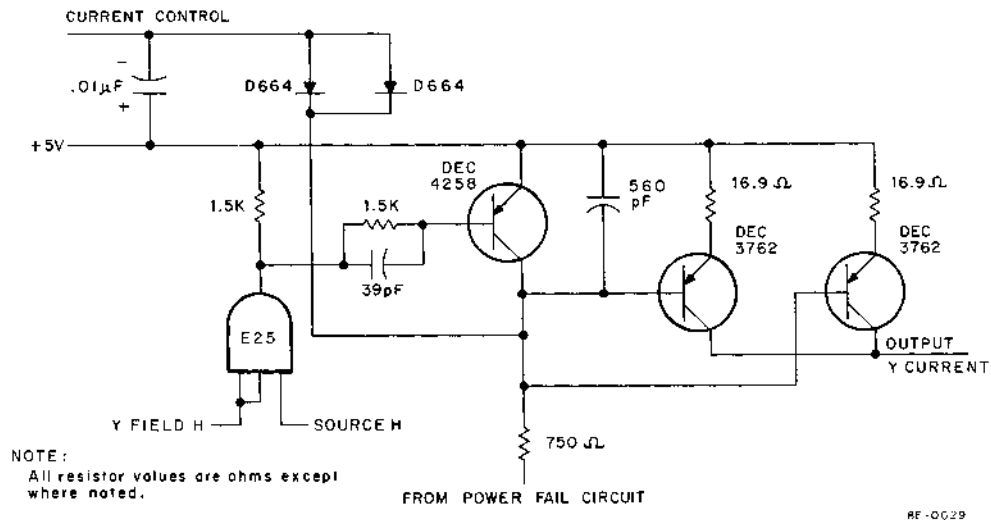 CURRENT CONTROL
−
.01µF
+
D664
D664
+5V
DEC
4258
560
pF
16.9 Ω
16.9 Ω
1.5K
1.5K
DEC
3762
DEC
3762
39pF
E25
OUTPUT
Y CURRENT
Y FIELD H
SOURCE H
750 Ω
NOTE:
All resistor values are ohms except
where noted.
FROM POWER FAIL CIRCUIT
8E-0029